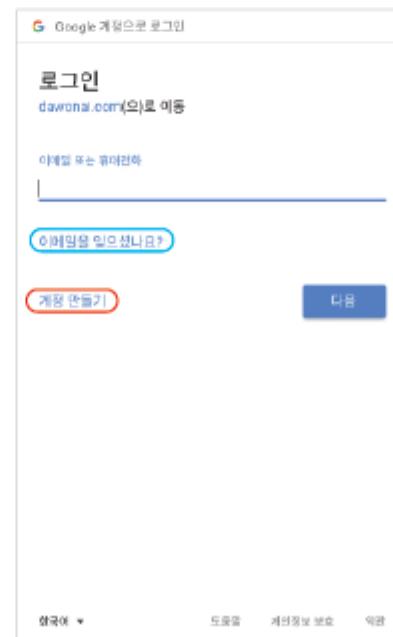 Google 계정으로 로그인
로그인
dawonai.com(으)로 이동
이메일 또는 휴대전화
이메일을 잊으셨나요?
계정 만들기
다음
한국어
도움말 개인정보 보호 약관